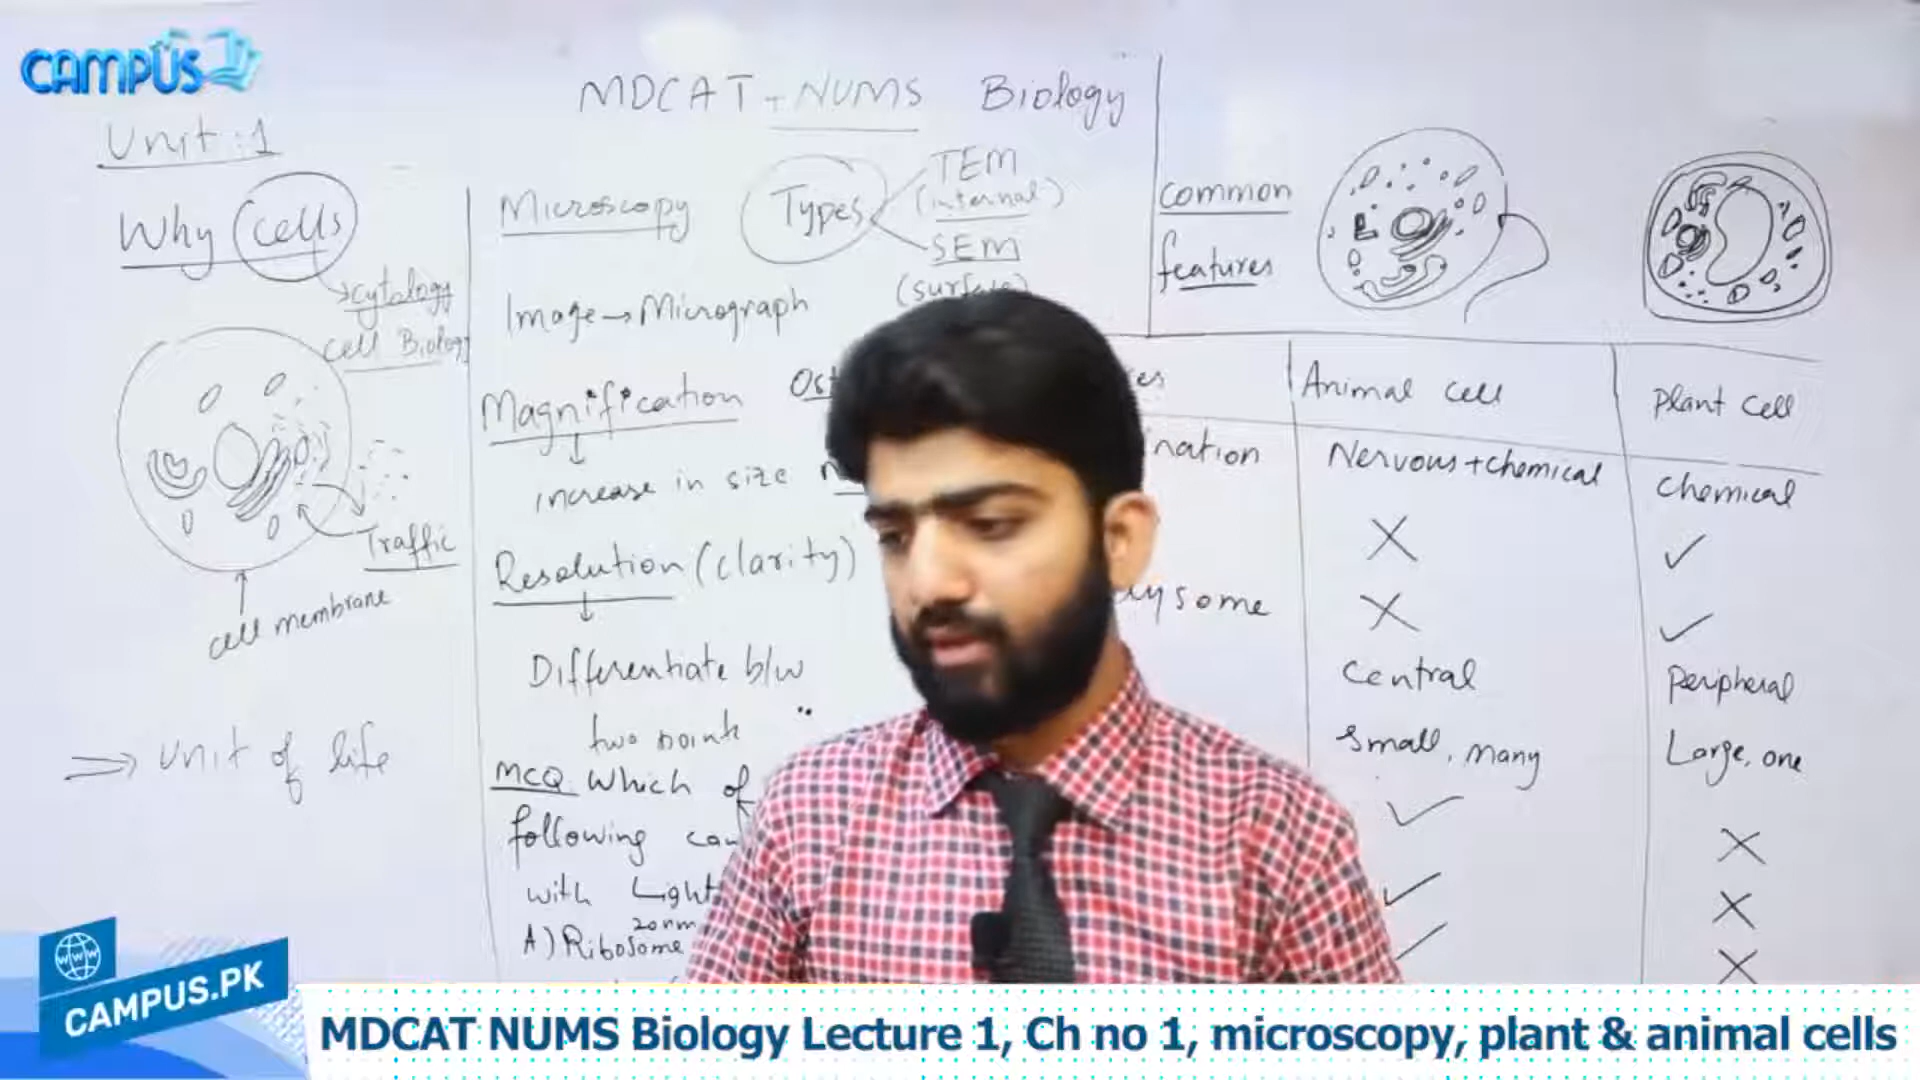 CAMPUS
MDCAT + NUMS Biology
Unit : 1
Why cells
cytology
cell Biology
Traffic
cell membrane
unit of life
Microscopy
Types
TEM
(internal)
SEM
(surface)
Image → Micrograph
Magnification
increase in size
Resolution (clarity)
Differentiate b/w
two point
MCQ Which of
following
with Light
20nm
A) Ribosome
common
features
Animal cell
Plant cell
Nervous + chemical
chemical
X
✓
X
✓
Central
Peripheral
Small, many
Large, one
✓
X
✓
X
✓
X
www
CAMPUS.PK
MDCAT NUMS Biology Lecture 1, Ch no 1, microscopy, plant & animal cells